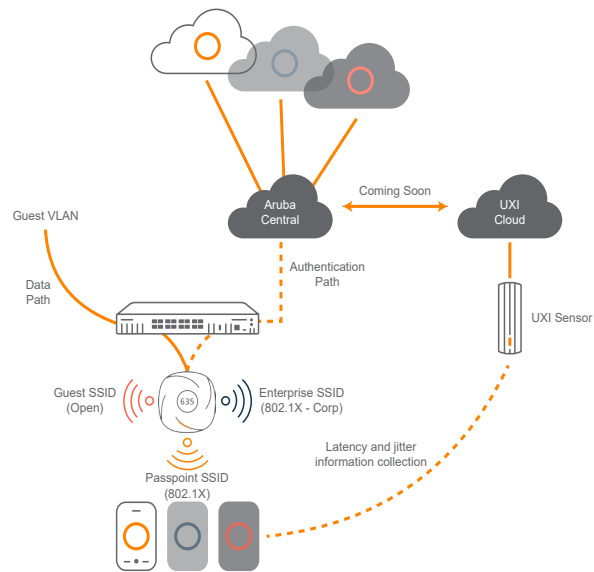 Aruba
Central
Coming Soon
UXI
Cloud
Guest VLAN
Data
Path
Authentication
Path
UXI Sensor
Guest SSID
(Open)
635
Enterprise SSID
(802.1X - Corp)
Latency and jitter
information collection
Passpoint SSID
(802.1X)